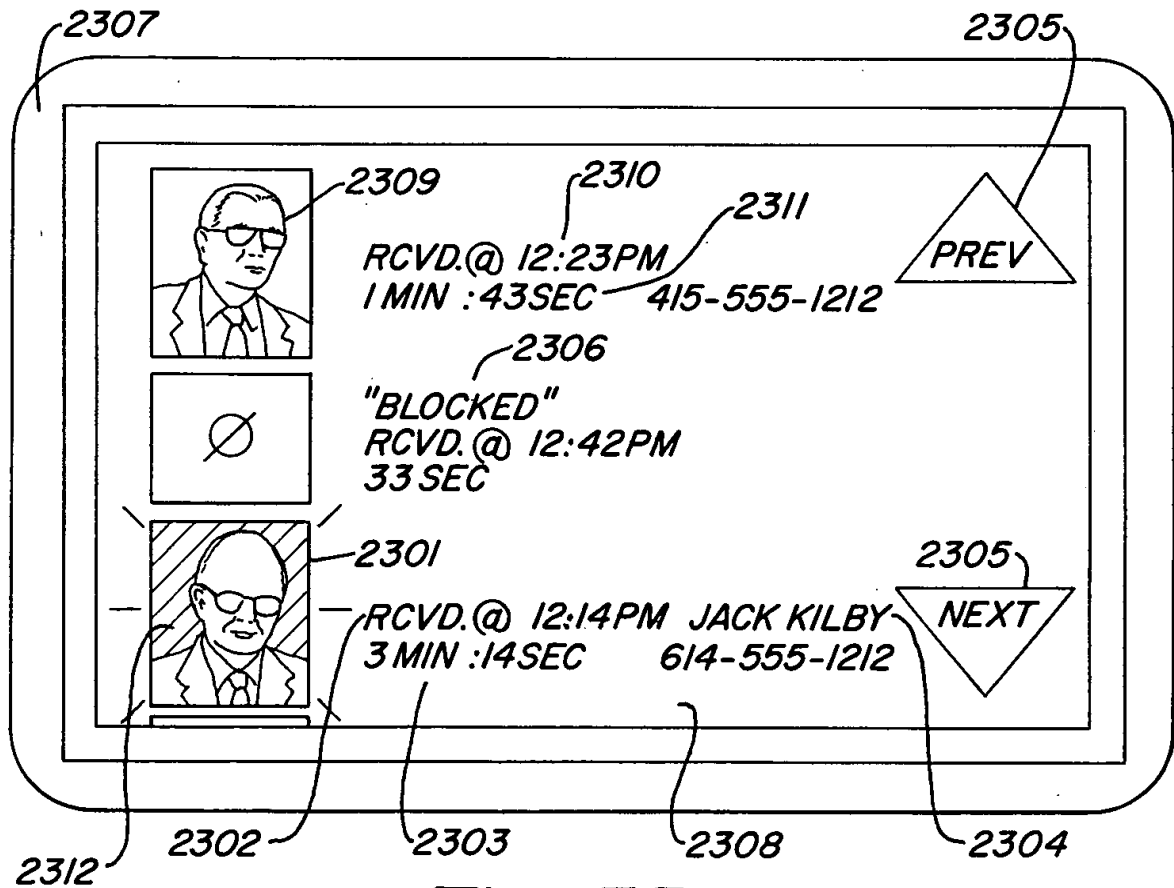 2307
2305
2309
2310
2311
RCVD.@ 12:23PM
1 MIN :43SEC 415-555-1212
PREV
2306
"BLOCKED"
RCVD.@ 12:42PM
33 SEC
2301
2305
RCVD.@ 12:14PM JACK KILBY
3 MIN :14SEC 614-555-1212
NEXT
2312
2302
2303
2308
2304